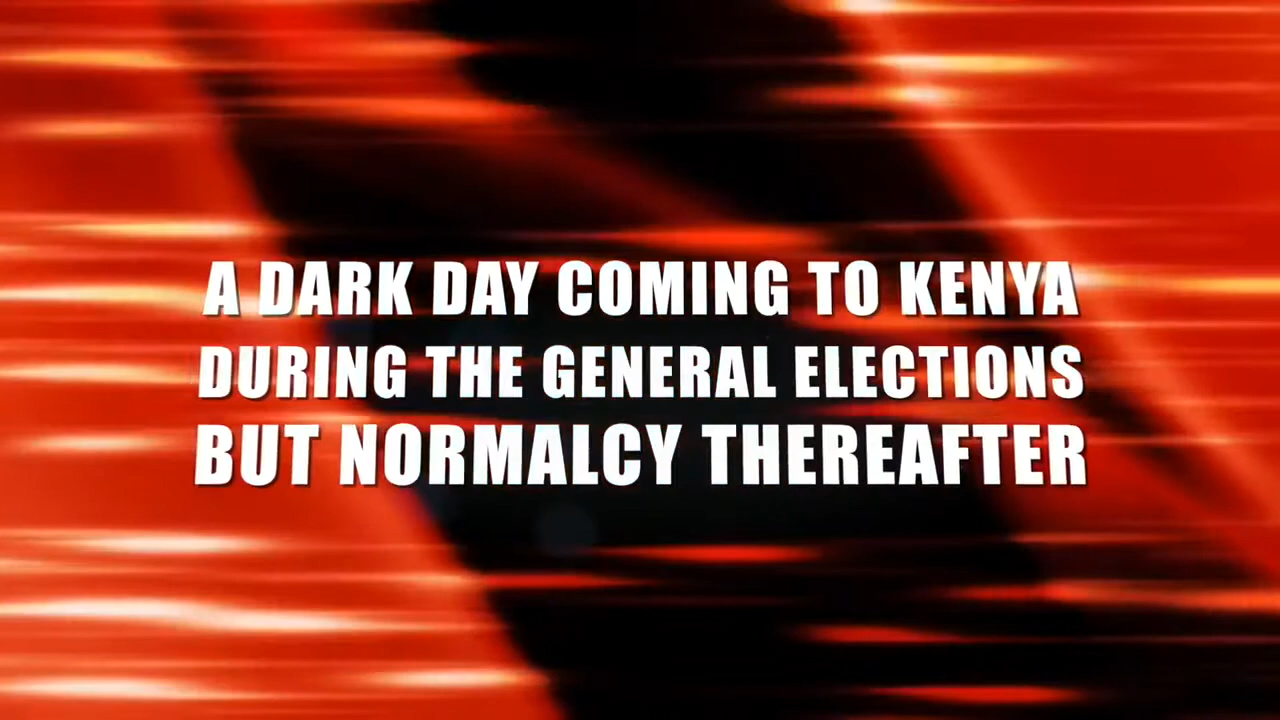 A DARK DAY COMING TO KENYA
DURING THE GENERAL ELECTIONS
BUT NORMALCY THEREAFTER